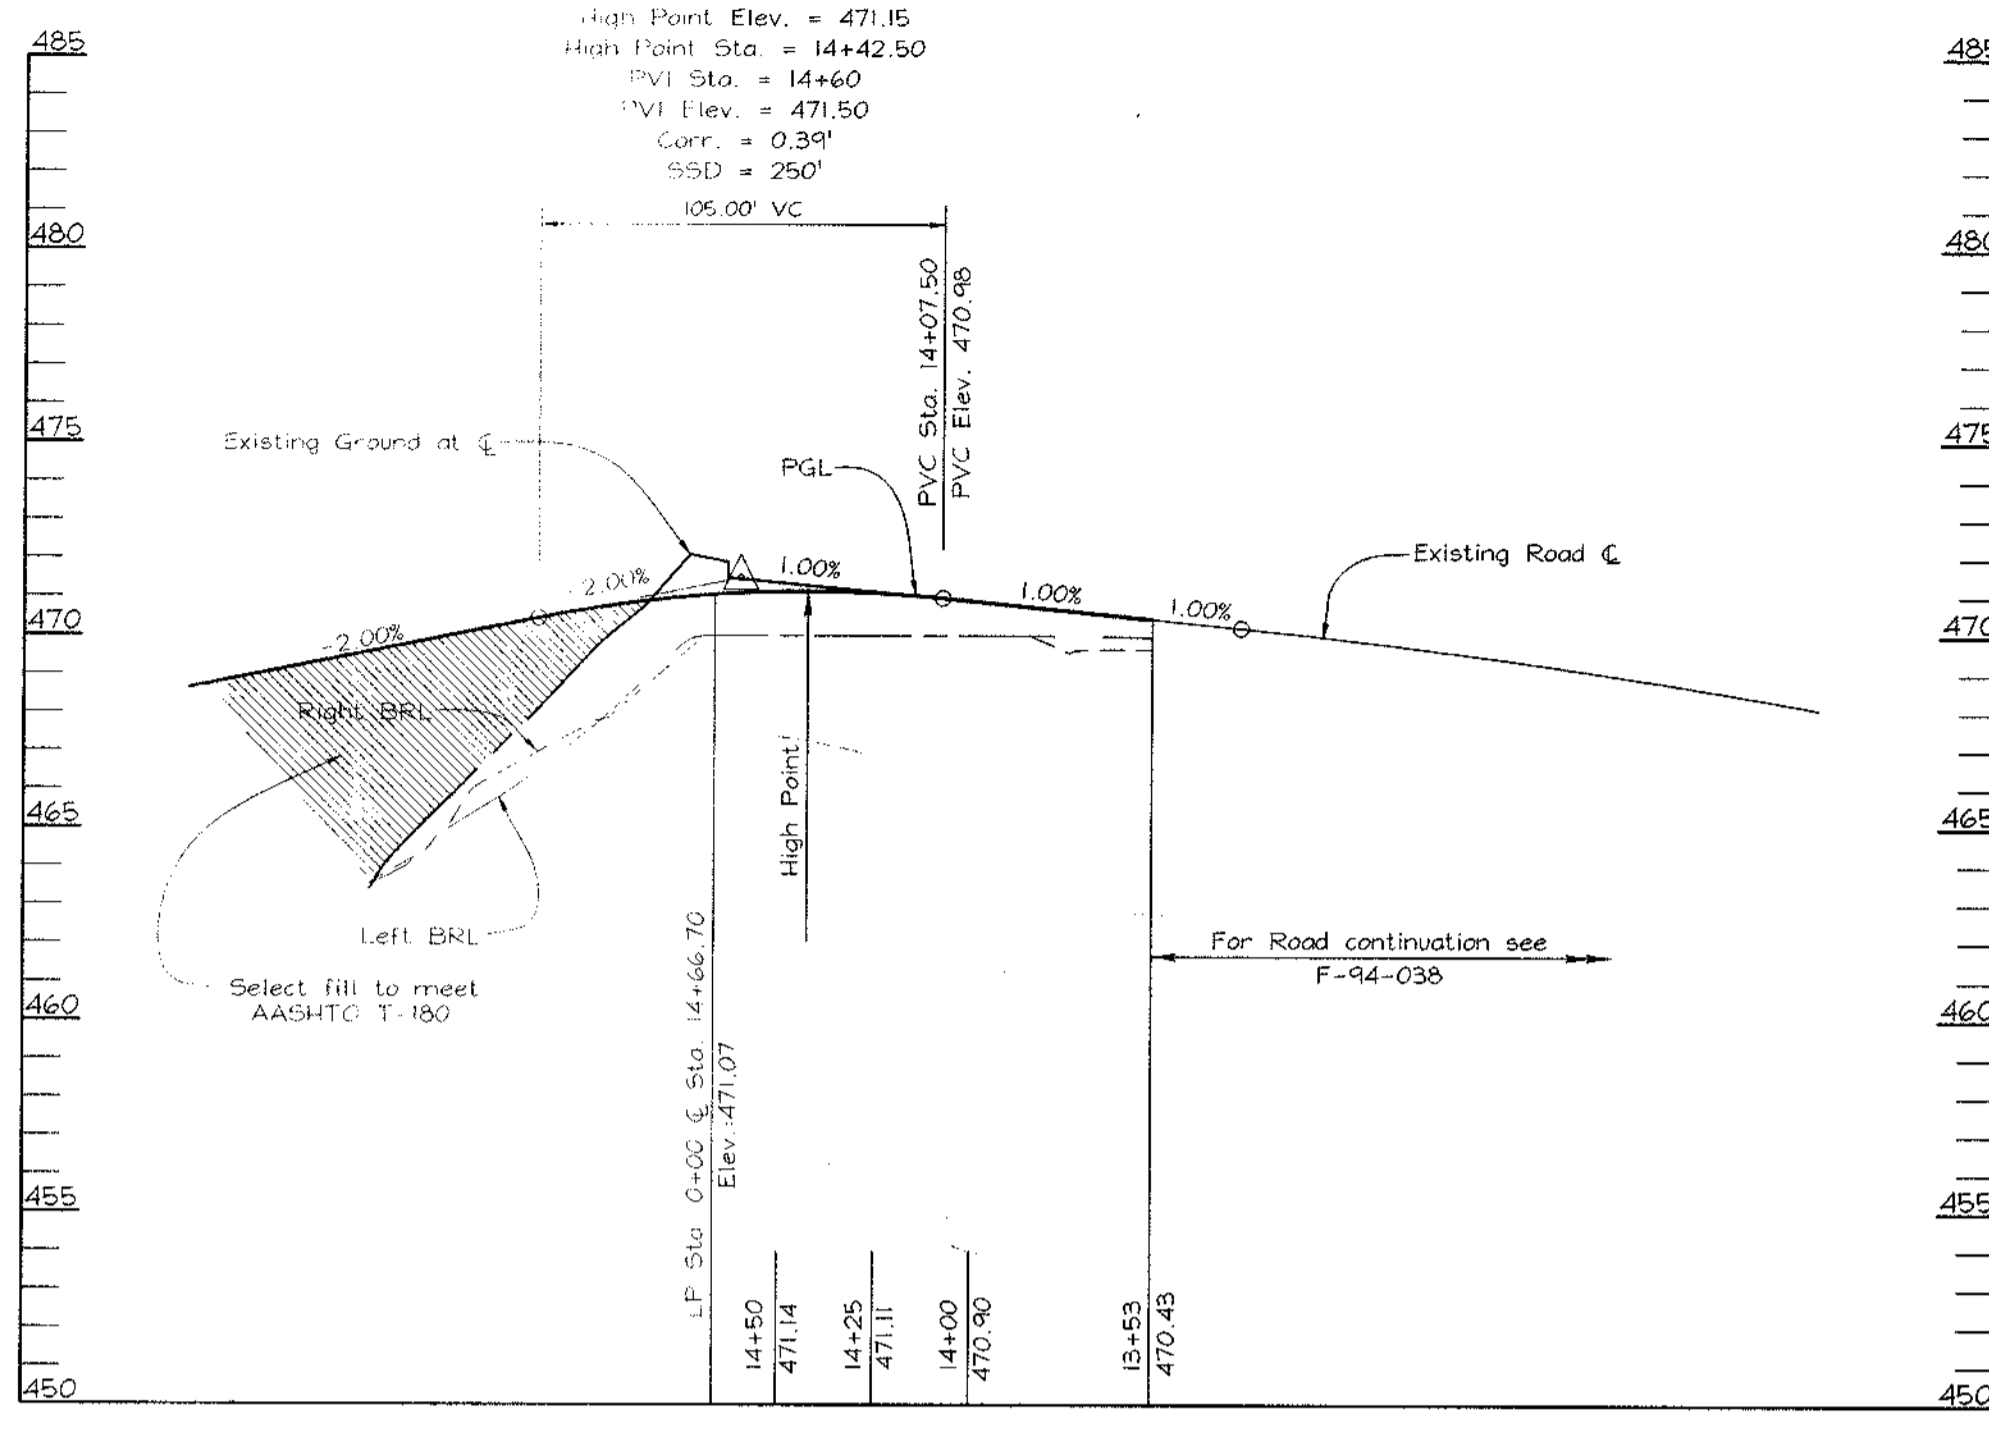 High Point Elev. = 471.15
High Point Sta. = 14+42.50
PVI Sta. = 14+60
PVI Elev. = 471.50
Corr. = 0.39'
SSD = 250'
105.00' VC
485
480
475
470
465
460
455
450
485
480
475
470
465
460
455
450
PVC Sta. 14+07.50
PVC Elev. 470.98
Existing Ground at ℄
PGL
Existing Road ℄
-2.00%
-2.00%
1.00%
1.00%
1.00%
Right BRL
Left BRL
Select fill to meet
AASHTO T-180
High Point
For Road continuation see
F-94-038
LP Sta 0+00 ℄ Sta. 14+66.70
Elev.:471.07
14+50
471.14
14+25
471.11
14+00
470.90
13+53
470.43